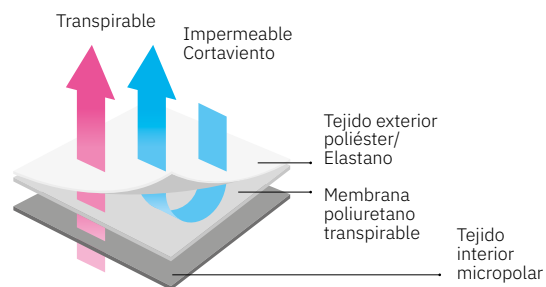 Transpirable
Impermeable
Cortaviento
Tejido exterior
poliéster/
Elastano
Membrana
poliuretano
transpirable
Tejido
interior
micropolar